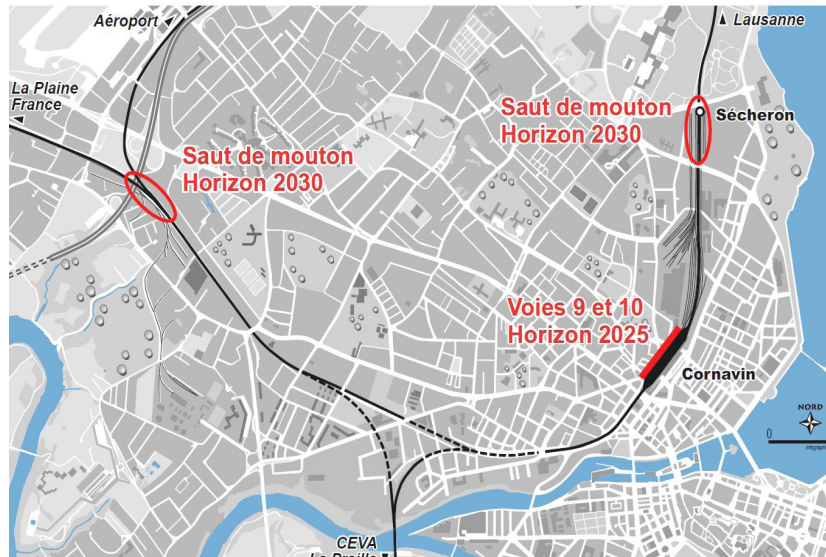 Aéroport
Lausanne
La Plaine
France
Saut de mouton
Horizon 2030
Sécheron
Saut de mouton
Horizon 2030
Voies 9 et 10
Horizon 2025
Cornavin
NORD
0
CEVA